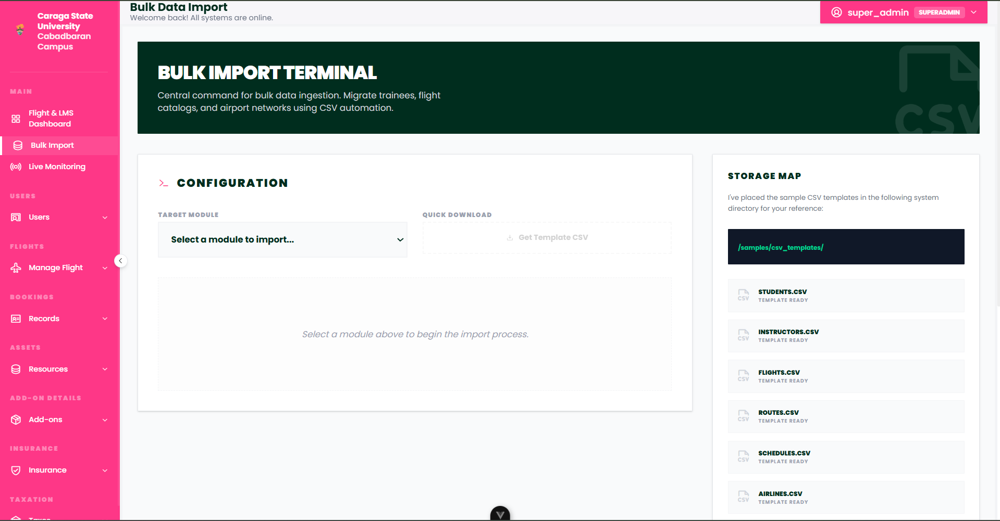 Caraga State
University
Cabadbaran
Campus
MAIN
Flight & LMS
Dashboard
Bulk Import
Live Monitoring
USERS
Users
FLIGHTS
Manage Flight
BOOKINGS
Records
ASSETS
Resources
ADD-ON DETAILS
Add-ons
INSURANCE
Insurance
TAXATION
Taxes
Bulk Data Import
Welcome back! All systems are online.
super_admin SUPERADMIN
BULK IMPORT TERMINAL
Central command for bulk data ingestion. Migrate trainees, flight
catalogs, and airport networks using CSV automation.
CSV
>_ CONFIGURATION
TARGET MODULE
Select a module to import...
QUICK DOWNLOAD
Get Template CSV
Select a module above to begin the import process.
STORAGE MAP
I've placed the sample CSV templates in the following system
directory for your reference:
/samples/csv_templates/
CSV
STUDENTS.CSV
TEMPLATE READY
CSV
INSTRUCTORS.CSV
TEMPLATE READY
CSV
FLIGHTS.CSV
TEMPLATE READY
CSV
ROUTES.CSV
TEMPLATE READY
CSV
SCHEDULES.CSV
TEMPLATE READY
CSV
AIRLINES.CSV
TEMPLATE READY